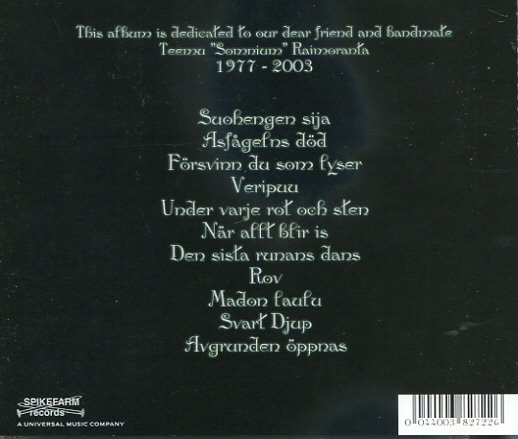 This album is dedicated to our dear friend and bandmate
Teemu "Somnium" Raimoranta
1977 - 2003
Suohengen sija
Asfågelns död
Försvinn du som lyser
Veripuu
Under varje rot och sten
När allt blir is
Den sista runans dans
Rov
Madon laulu
Svart Djup
Avgrunden öppnas
SPIKEFARM
records
A UNIVERSAL MUSIC COMPANY
0 044003 827226